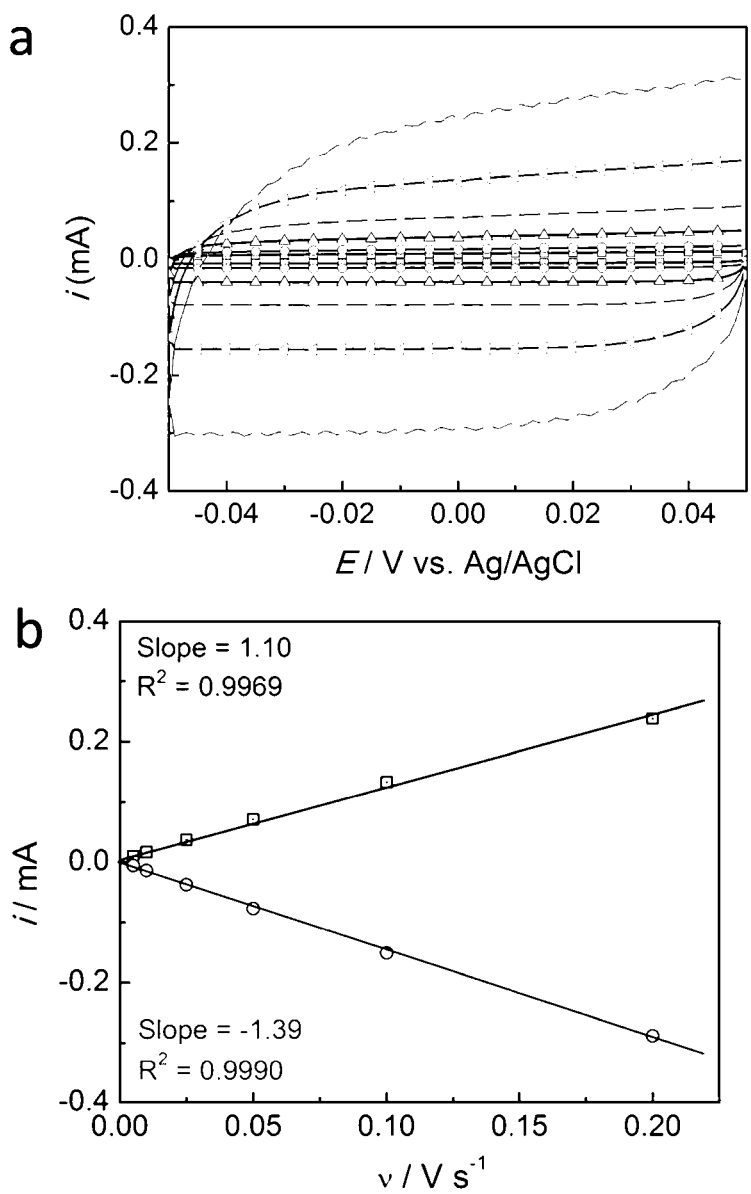 a
0.4
0.2
0.0
-0.2
-0.4
i (mA)
-0.04 -0.02 0.00 0.02 0.04
E / V vs. Ag/AgCl
b
0.4
0.2
0.0
-0.2
-0.4
i / mA
Slope = 1.10
R² = 0.9969
Slope = -1.39
R² = 0.9990
0.00 0.05 0.10 0.15 0.20
ν / V s⁻¹